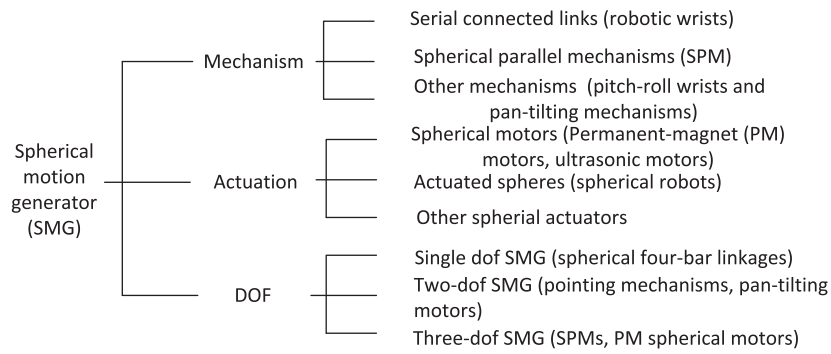 Spherical
motion
generator
(SMG)
Mechanism
Serial connected links (robotic wrists)
Spherical parallel mechanisms (SPM)
Other mechanisms (pitch-roll wrists and
pan-tilting mechanisms)
Actuation
Spherical motors (Permanent-magnet (PM)
motors, ultrasonic motors)
Actuated spheres (spherical robots)
Other spherial actuators
DOF
Single dof SMG (spherical four-bar linkages)
Two-dof SMG (pointing mechanisms, pan-tilting
motors)
Three-dof SMG (SPMs, PM spherical motors)